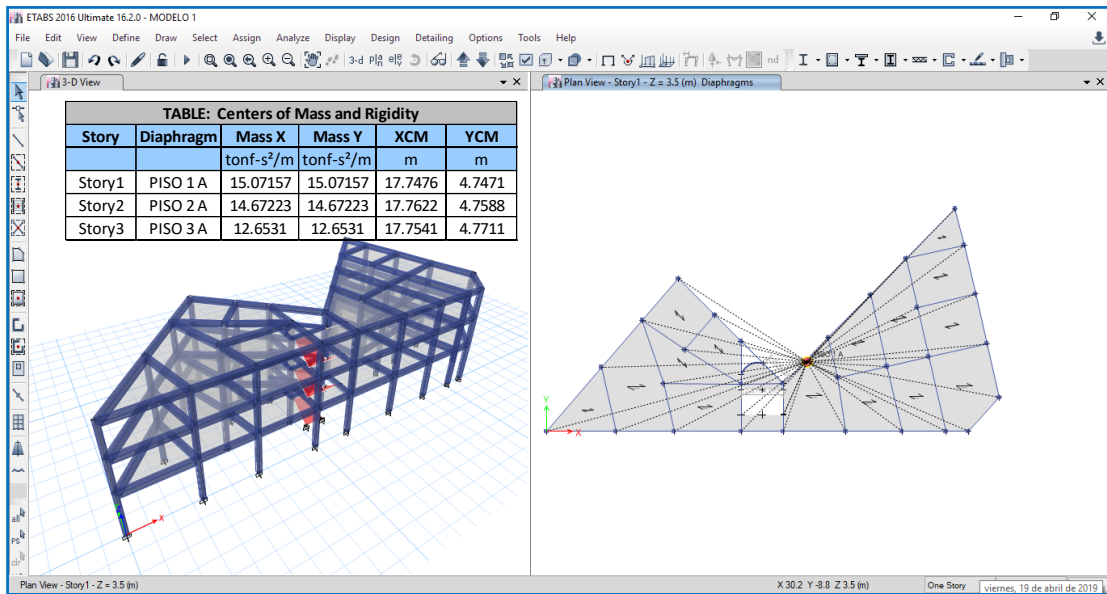 ETABS 2016 Ultimate 16.2.0 - MODELO 1
File Edit View Define Draw Select Assign Analyze Display Design Detailing Options Tools Help
3-d nd
3-D View
Plan View - Story1 - Z = 3.5 (m) Diaphragms
TABLE: Centers of Mass and Rigidity
Story Diaphragm Mass X Mass Y XCM YCM
tonf-s²/m tonf-s²/m m m
Story1 PISO 1 A 15.07157 15.07157 17.7476 4.7471
Story2 PISO 2 A 14.67223 14.67223 17.7622 4.7588
Story3 PISO 3 A 12.6531 12.6531 17.7541 4.7711
Y
X
X
all
PS
clr
Plan View - Story1 - Z = 3.5 (m)
X 30.2 Y -8.8 Z 3.5 (m)
One Story
viernes, 19 de abril de 2019